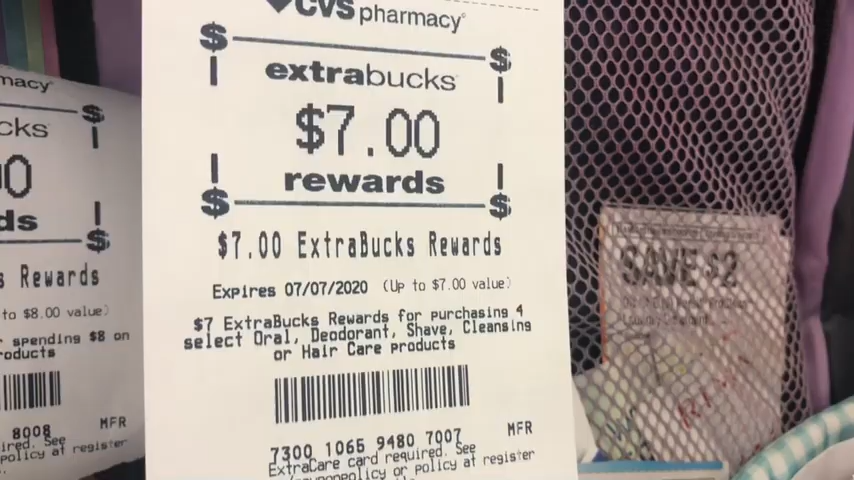 CVS pharmacy
extrabucks
$7.00
rewards
$7.00 ExtraBucks Rewards
Expires 07/07/2020 (Up to $7.00 value)
$7 ExtraBucks Rewards for purchasing 4
select Oral, Deodorant, Shave, Cleansing
or Hair Care products
7300 1065 9480 7007 MFR
ExtraCare card required. See
policy or policy at register
macy
cks
0
ds
s Rewards
to $8.00 value)
spending $8 on
oducts
8008 MFR
ired. See
policy at register
SAVE $2